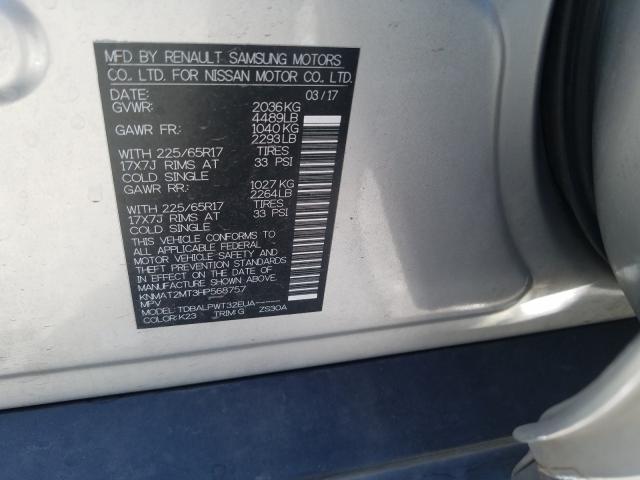 MFD BY RENAULT SAMSUNG MOTORS
CO., LTD. FOR NISSAN MOTOR CO., LTD.
DATE: 03/17
GVWR: 2036KG
4489LB
GAWR FR: 1040KG
2293LB
WITH 225/65R17 TIRES
17X7J RIMS AT 33 PSI
COLD SINGLE
GAWR RR: 1027 KG
2264LB
WITH 225/65R17 TIRES
17X7J RIMS AT 33 PSI
COLD SINGLE
THIS VEHICLE CONFORMS TO
ALL APPLICABLE FEDERAL
MOTOR VEHICLE SAFETY AND
THEFT PREVENTION STANDARDS
IN EFFECT ON THE DATE OF
MANUFACTURE SHOWN ABOVE.
KNMAT2MT3HP568757
MPV
MODEL: TDBALPWT32EUA-----
COLOR: K23 TRIM: G ZS30A